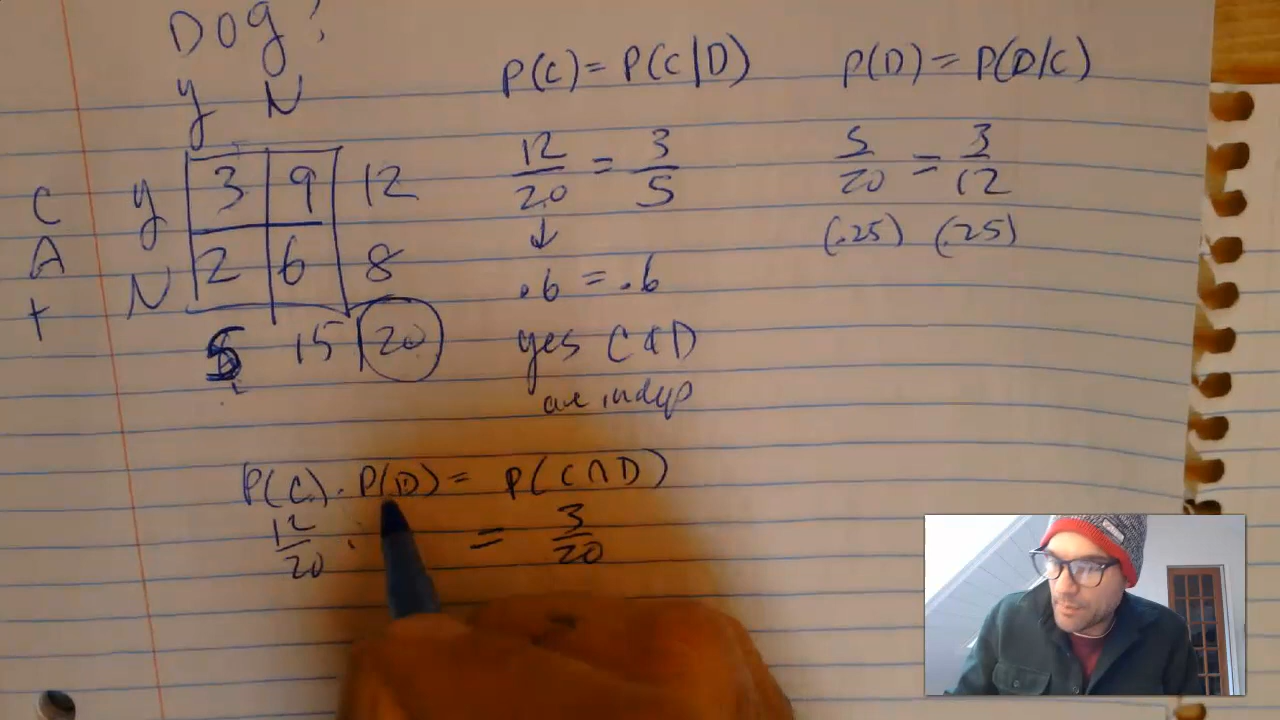 Dog?
y N
C y 3 9 12
A N 2 6 8
t
5 15 20
P(C) = P(C|D)
12/20 = 3/5
↓
.6 = .6
yes C & D
are indep
P(D) = P(D|C)
5/20 = 3/12
(.25) (.25)
P(C) · P(D) = P(C∩D)
12/20 · = 3/20